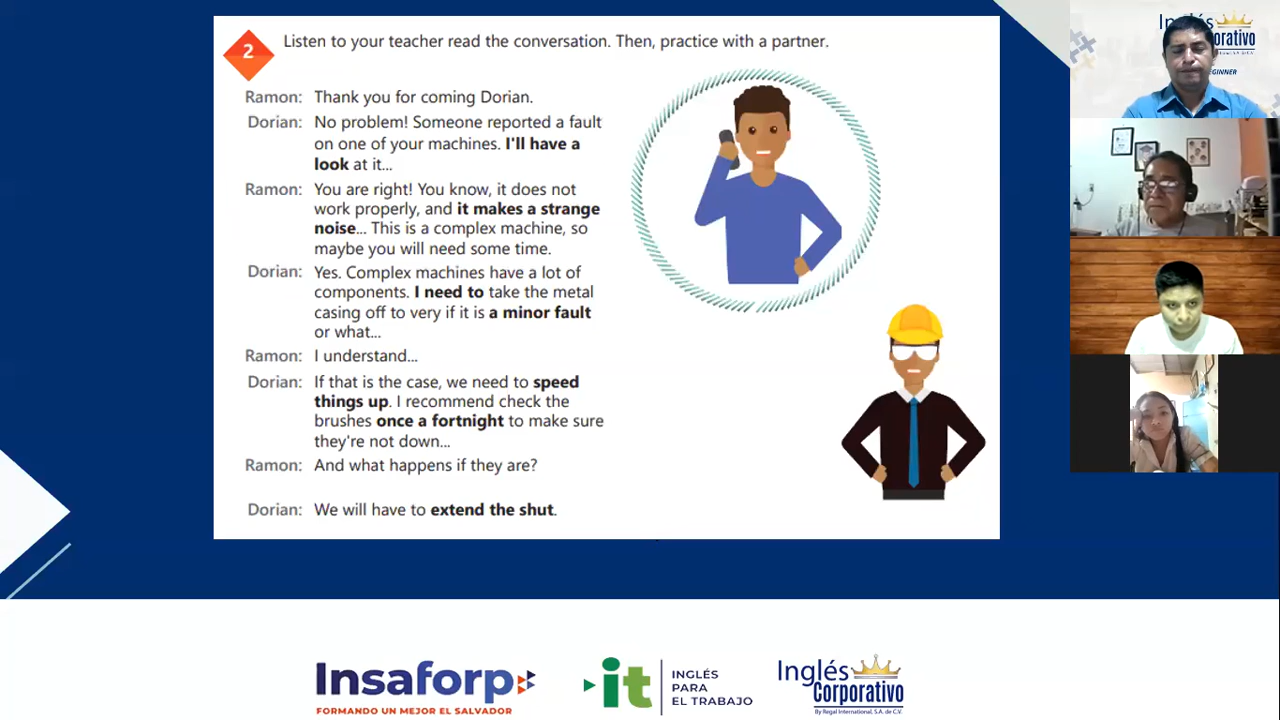 2
Listen to your teacher read the conversation. Then, practice with a partner.
Ramon: Thank you for coming Dorian.
Dorian: No problem! Someone reported a fault
on one of your machines. I'll have a
look at it...
Ramon: You are right! You know, it does not
work properly, and it makes a strange
noise... This is a complex machine, so
maybe you will need some time.
Dorian: Yes. Complex machines have a lot of
components. I need to take the metal
casing off to very if it is a minor fault
or what...
Ramon: I understand...
Dorian: If that is the case, we need to speed
things up. I recommend check the
brushes once a fortnight to make sure
they're not down...
Ramon: And what happens if they are?
Dorian: We will have to extend the shut.
Insaforp
FORMANDO UN MEJOR EL SALVADOR
it
INGLÉS
PARA
EL TRABAJO
Inglés
Corporativo
By Regal International, S.A. de C.V.